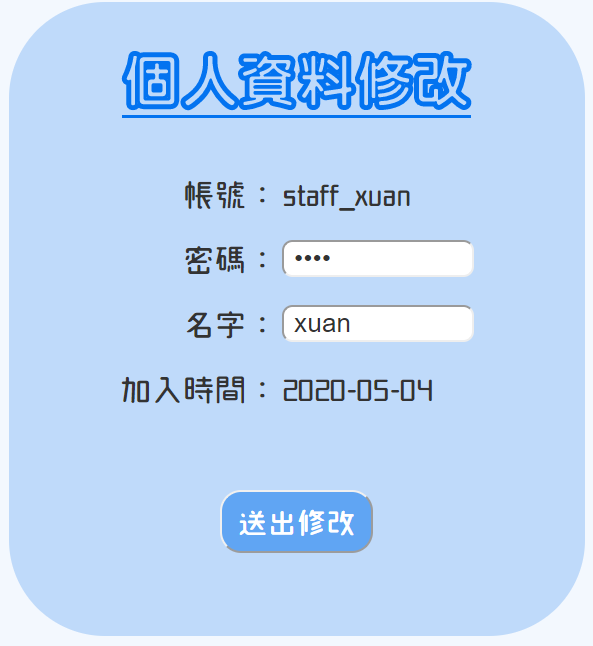 個人資料修改
帳號：staff_xuan
密碼：••••
名字：xuan
加入時間：2020-05-04
送出修改